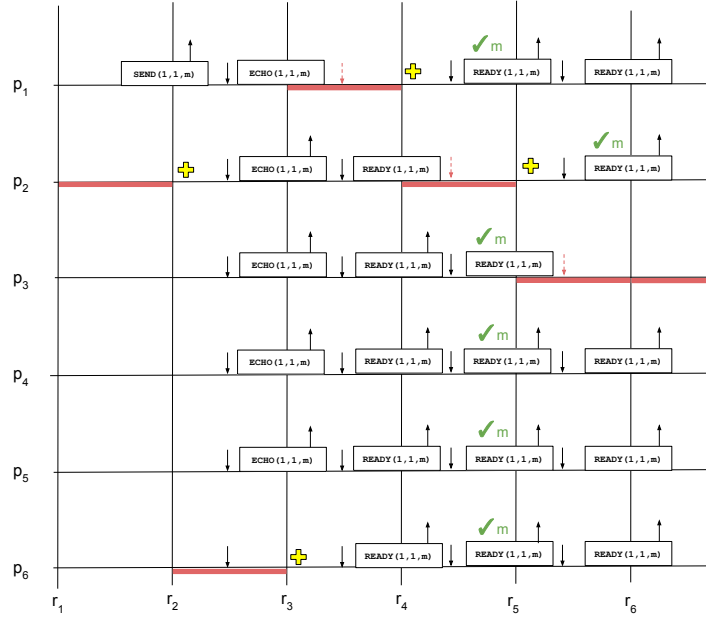 ✓m ✓m
SEND(1,1,m) ECHO(1,1,m) READY(1,1,m) READY(1,1,m)
p1
ECHO(1,1,m) READY(1,1,m) READY(1,1,m)
p2
✓m
ECHO(1,1,m) READY(1,1,m) READY(1,1,m)
p3
✓m
ECHO(1,1,m) READY(1,1,m) READY(1,1,m) READY(1,1,m)
p4
✓m
ECHO(1,1,m) READY(1,1,m) READY(1,1,m) READY(1,1,m)
p5
✓m
READY(1,1,m) READY(1,1,m) READY(1,1,m)
p6
r1 r2 r3 r4 r5 r6